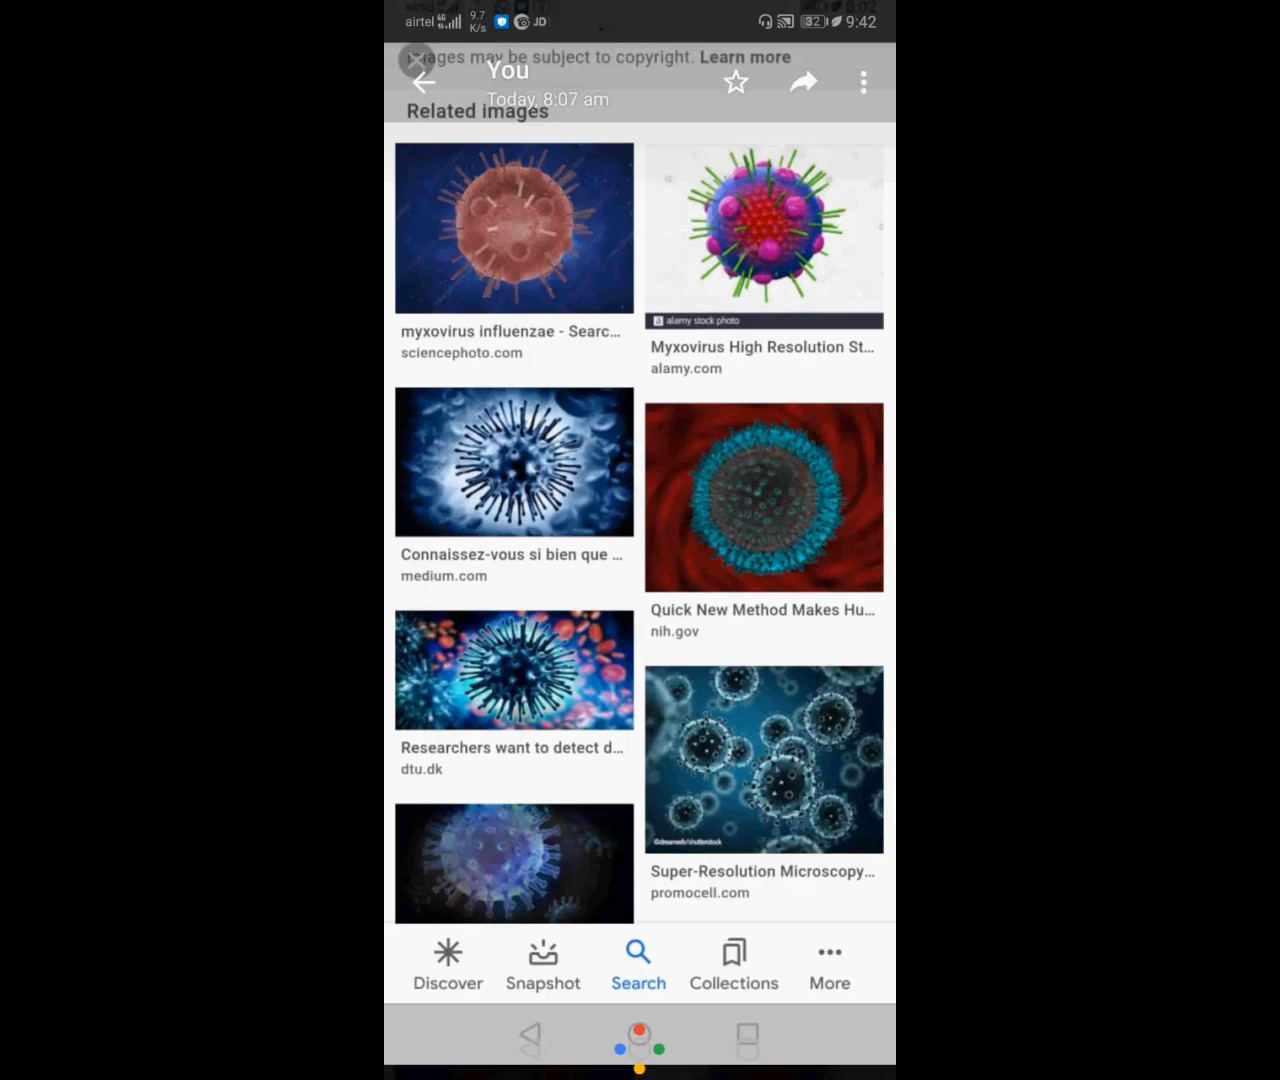 airtel 4G 9.7 K/s JD 32 9:42
Images may be subject to copyright. Learn more
You
Today, 8:07 am
Related images
myxovirus influenzae - Searc...
sciencephoto.com
a alamy stock photo
Myxovirus High Resolution St...
alamy.com
Connaissez-vous si bien que ...
medium.com
Quick New Method Makes Hu...
nih.gov
Researchers want to detect d...
dtu.dk
©dreamerb/shutterstock
Super-Resolution Microscopy...
promocell.com
Discover Snapshot Search Collections More